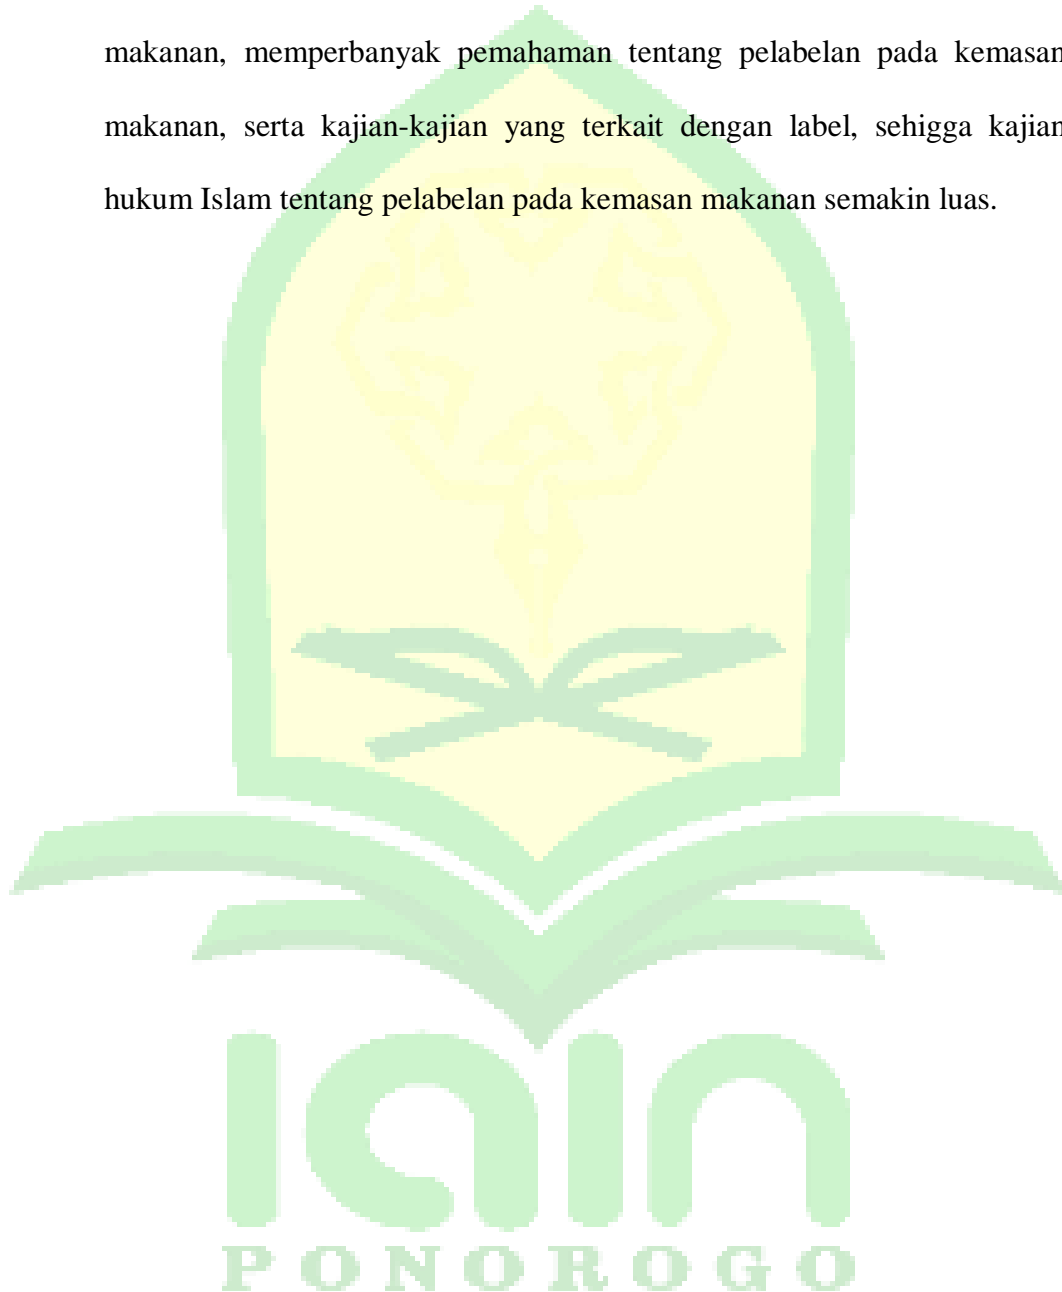 makanan, memperbanyak pemahaman tentang pelabelan pada kemasan
makanan, serta kajian-kajian yang terkait dengan label, sehigga kajian
hukum Islam tentang pelabelan pada kemasan makanan semakin luas.
IAIN
PONOROGO